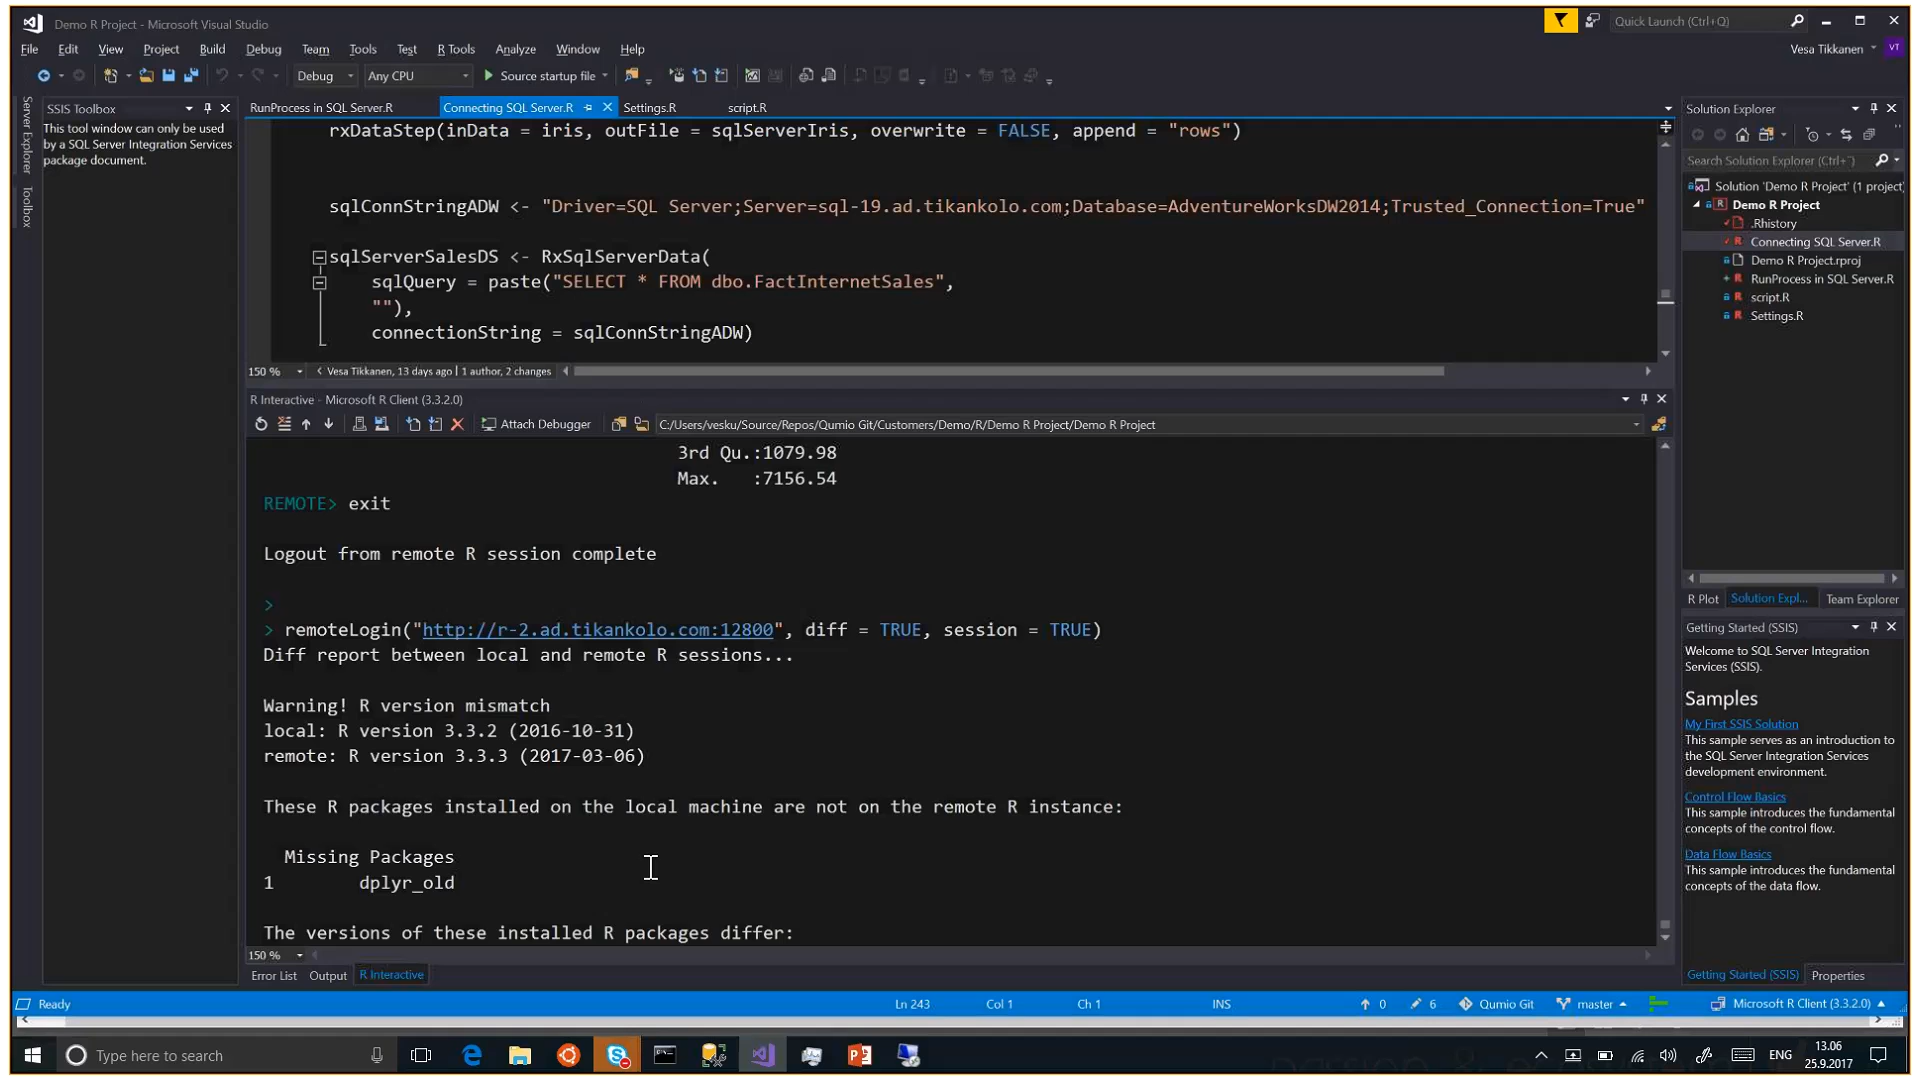 Demo R Project - Microsoft Visual Studio
Quick Launch (Ctrl+Q)
File Edit View Project Build Debug Team Tools Test R Tools Analyze Window Help
Vesa Tikkanen VT
Debug Any CPU Source startup file
Server Explorer
Toolbox
SSIS Toolbox
This tool window can only be used
by a SQL Server Integration Services
package document.
RunProcess in SQL Server.R Connecting SQL Server.R Settings.R script.R
rxDataStep(inData = iris, outFile = sqlServerIris, overwrite = FALSE, append = "rows")
sqlConnStringADW <- "Driver=SQL Server;Server=sql-19.ad.tikankolo.com;Database=AdventureWorksDW2014;Trusted_Connection=True"
sqlServerSalesDS <- RxSqlServerData(
sqlQuery = paste("SELECT * FROM dbo.FactInternetSales",
""),
connectionString = sqlConnStringADW)
150 % < Vesa Tikkanen, 13 days ago | 1 author, 2 changes
R Interactive - Microsoft R Client (3.3.2.0)
Attach Debugger C:/Users/vesku/Source/Repos/Qumio Git/Customers/Demo/R/Demo R Project/Demo R Project
3rd Qu.:1079.98
Max. :7156.54
REMOTE> exit
Logout from remote R session complete
>
> remoteLogin("http://r-2.ad.tikankolo.com:12800", diff = TRUE, session = TRUE)
Diff report between local and remote R sessions...
Warning! R version mismatch
local: R version 3.3.2 (2016-10-31)
remote: R version 3.3.3 (2017-03-06)
These R packages installed on the local machine are not on the remote R instance:
Missing Packages
1 dplyr_old
The versions of these installed R packages differ:
150 %
Error List Output R Interactive
Solution Explorer
Search Solution Explorer (Ctrl+¨)
Solution 'Demo R Project' (1 project)
Demo R Project
.Rhistory
Connecting SQL Server.R
Demo R Project.rproj
RunProcess in SQL Server.R
script.R
Settings.R
R Plot Solution Expl... Team Explorer
Getting Started (SSIS)
Welcome to SQL Server Integration
Services (SSIS).
Samples
My First SSIS Solution
This sample serves as an introduction to
the SQL Server Integration Services
development environment.
Control Flow Basics
This sample introduces the fundamental
concepts of the control flow.
Data Flow Basics
This sample introduces the fundamental
concepts of the data flow.
Getting Started (SSIS) Properties
Ready Ln 243 Col 1 Ch 1 INS 0 6 Qumio Git master Microsoft R Client (3.3.2.0)
Type here to search
ENG
13.06
25.9.2017